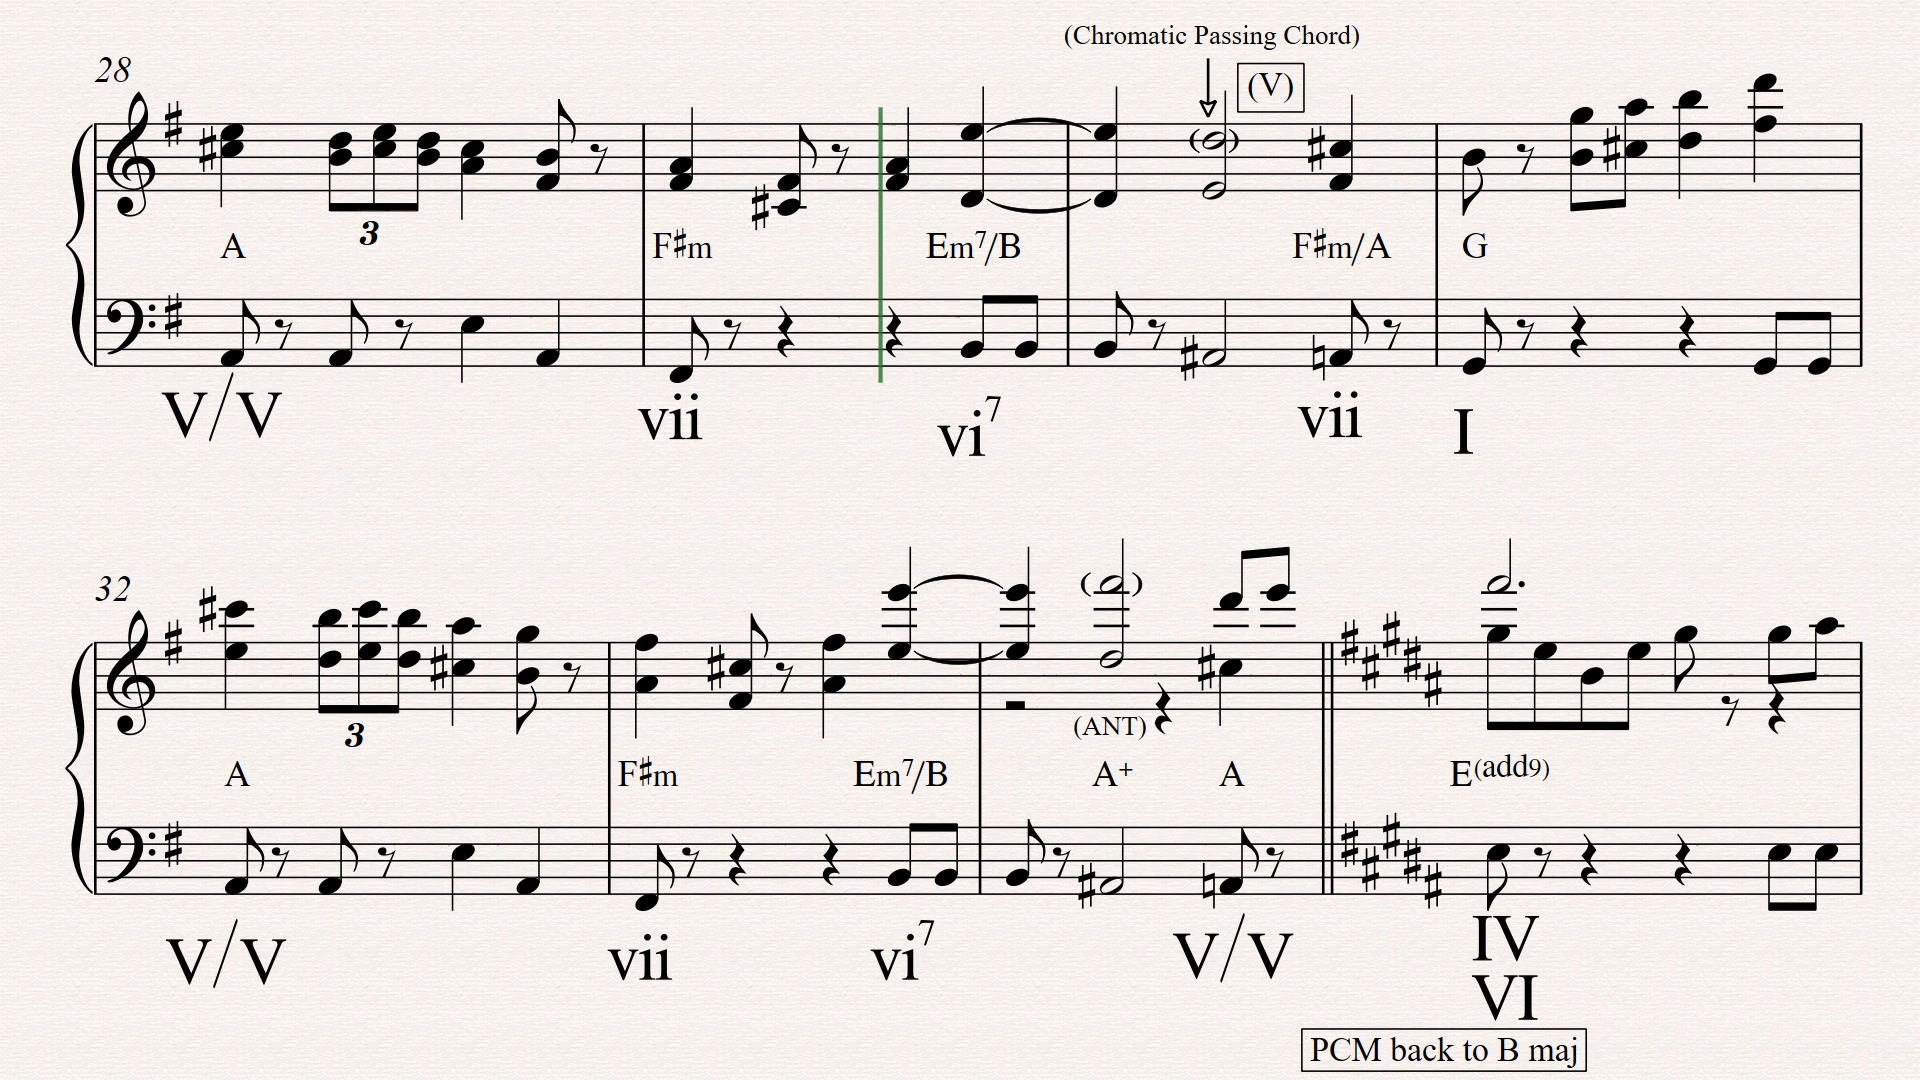 (Chromatic Passing Chord)
28
(V)
3
A F♯m Em7/B F♯m/A G
V/V vii vi7 vii I
32
3
(ANT)
A F♯m Em7/B A+ A E(add9)
V/V vii vi7 V/V IV
VI
PCM back to B maj